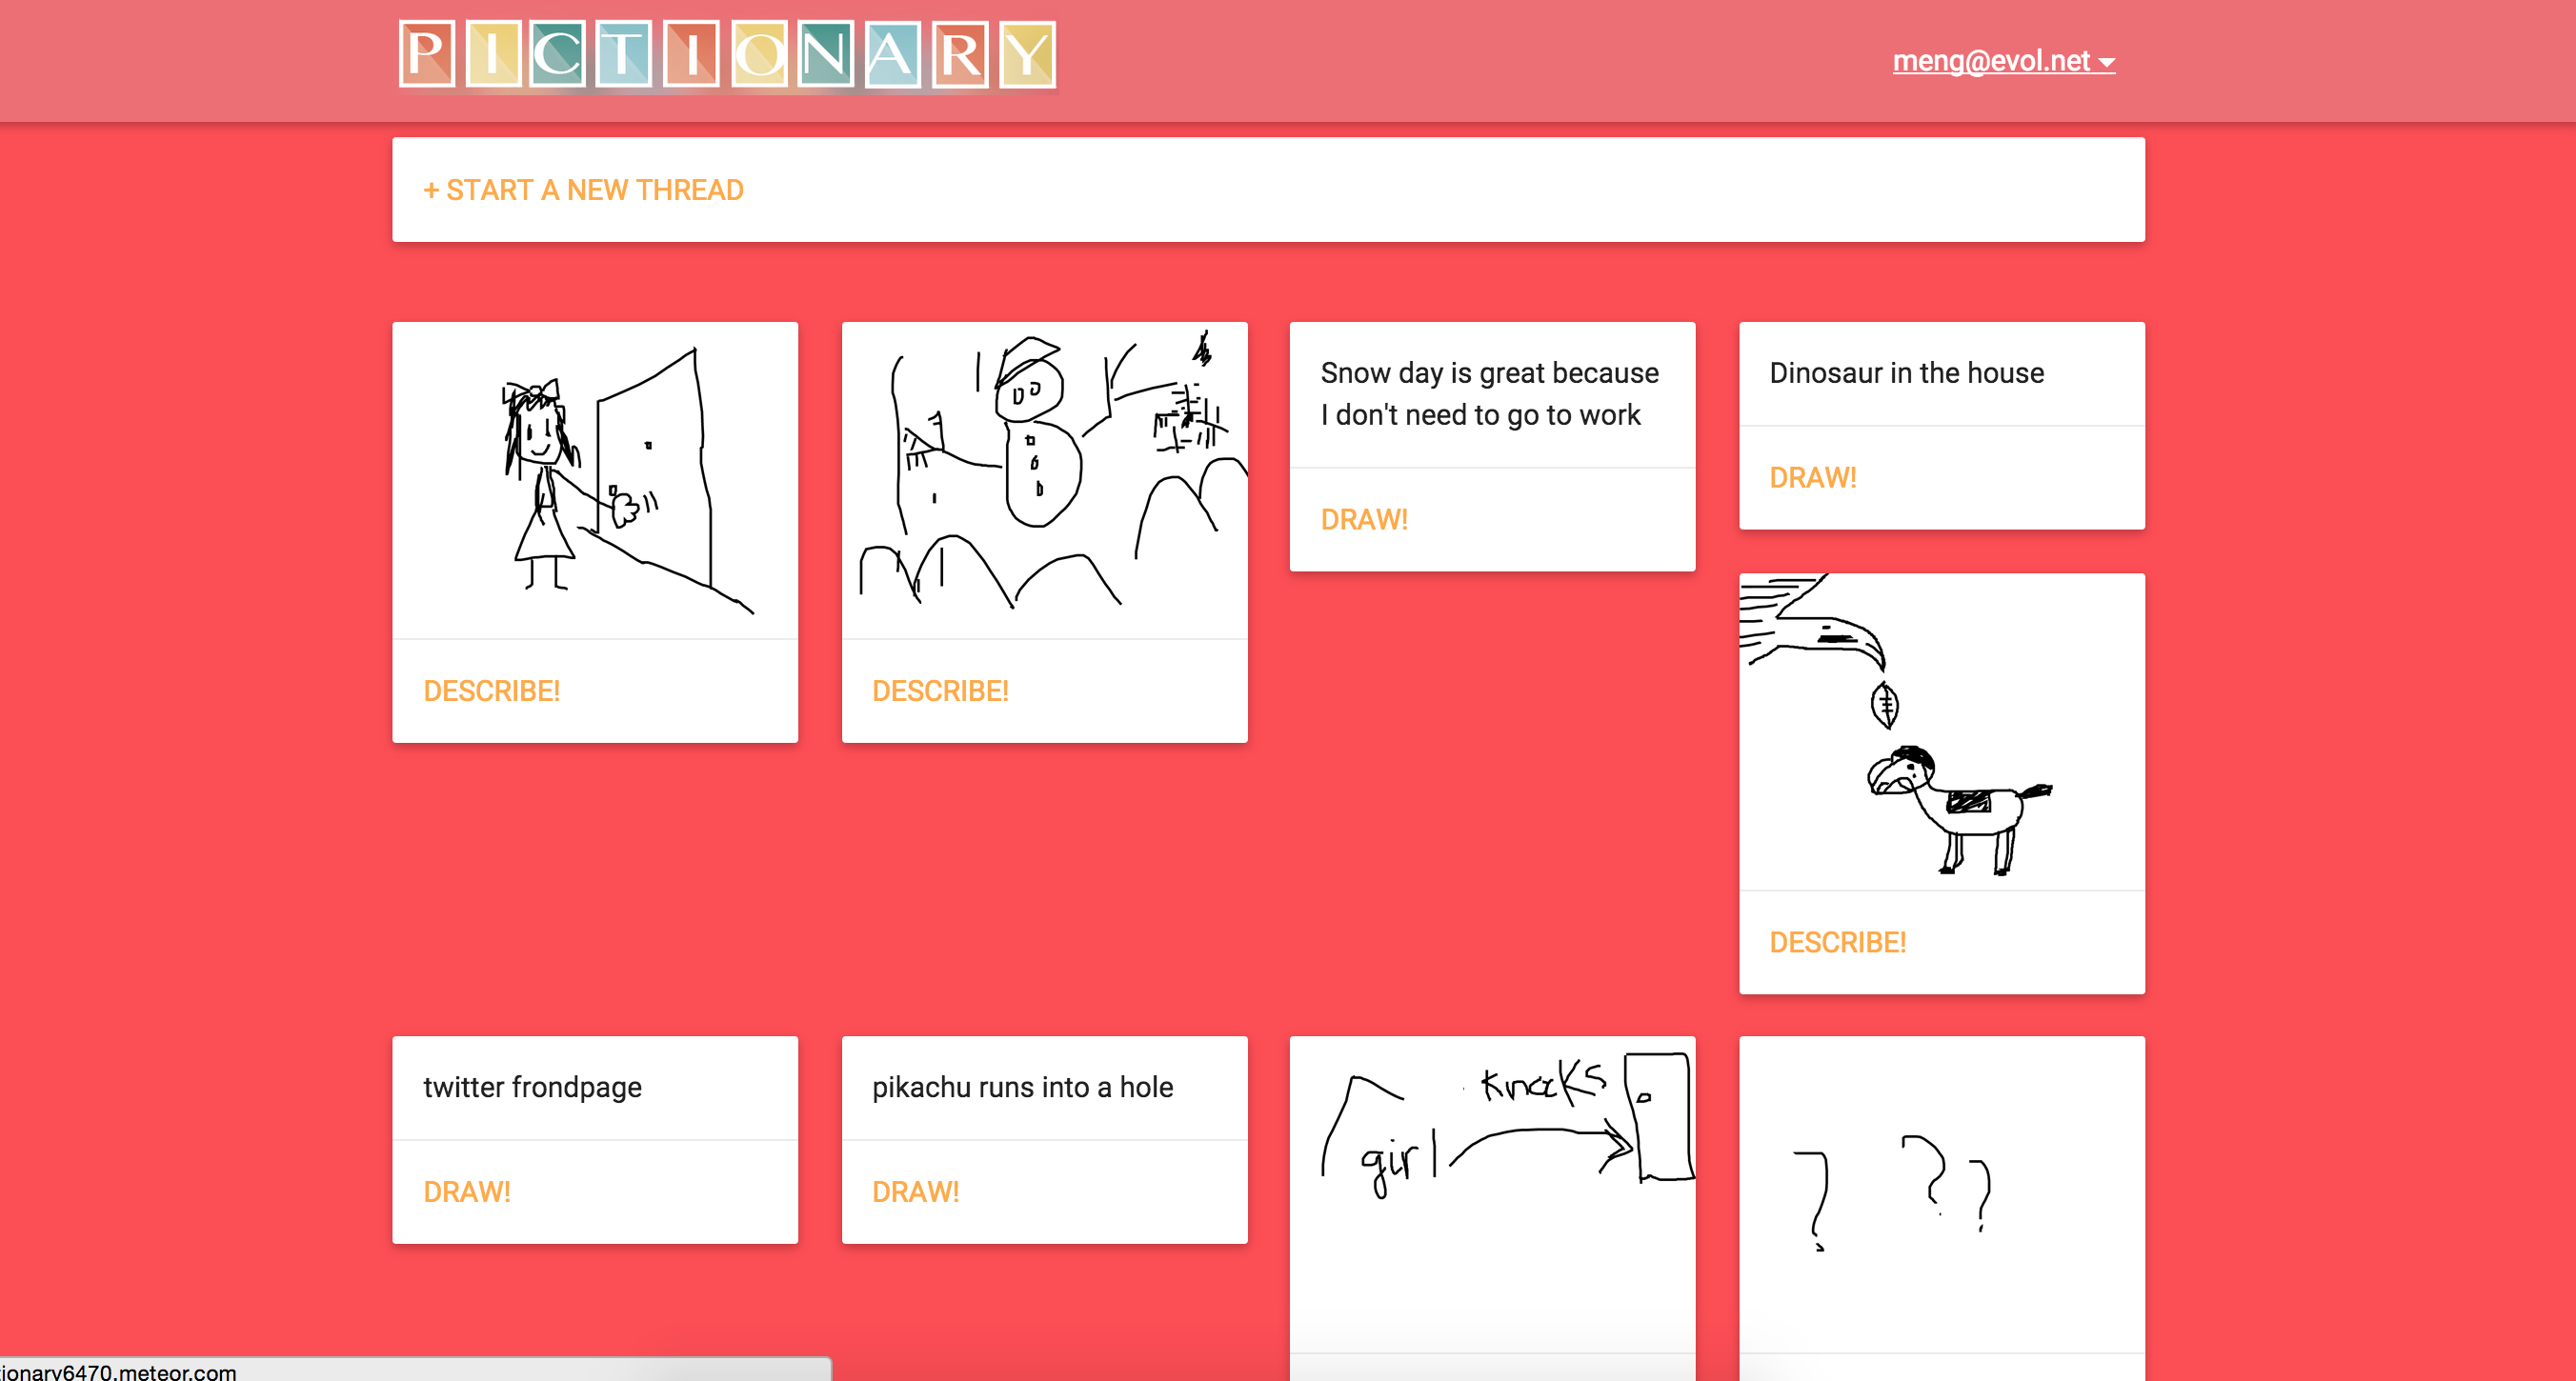 PICTIONARY
meng@evol.net
+ START A NEW THREAD
Snow day is great because
I don't need to go to work
DRAW!
Dinosaur in the house
DRAW!
DESCRIBE!
DESCRIBE!
DESCRIBE!
twitter frondpage
DRAW!
pikachu runs into a hole
DRAW!
knocks
girl
? ? ?
tionary6470.meteor.com